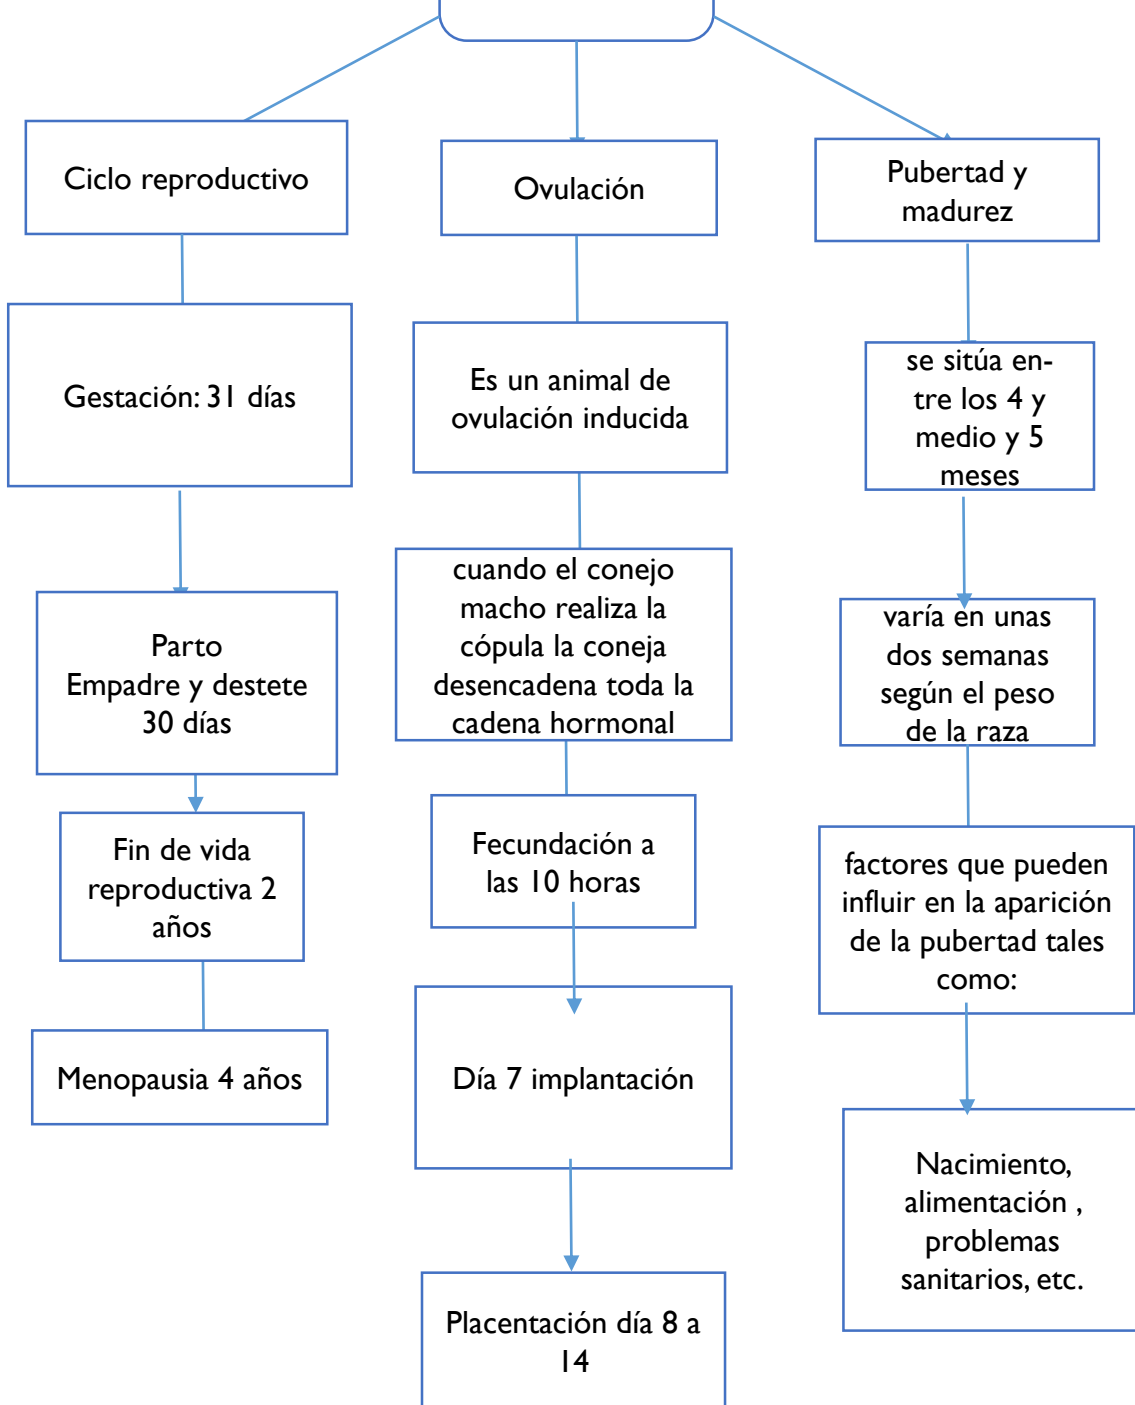 Ciclo reproductivo
Gestación: 31 días
Parto
Empadre y destete
30 días
Fin de vida
reproductiva 2
años
Menopausia 4 años
Ovulación
Es un animal de
ovulación inducida
cuando el conejo
macho realiza la
cópula la coneja
desencadena toda la
cadena hormonal
Fecundación a
las 10 horas
Día 7 implantación
Placentación día 8 a
14
Pubertad y
madurez
se sitúa en-
tre los 4 y
medio y 5
meses
varía en unas
dos semanas
según el peso
de la raza
factores que pueden
influir en la aparición
de la pubertad tales
como:
Nacimiento,
alimentación ,
problemas
sanitarios, etc.